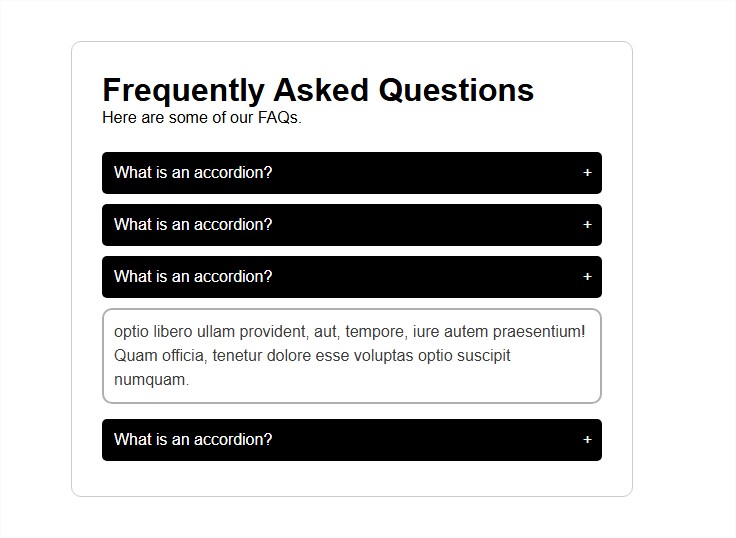 Frequently Asked Questions
Here are some of our FAQs.
What is an accordion? +
What is an accordion? +
What is an accordion? +
optio libero ullam provident, aut, tempore, iure autem praesentium!
Quam officia, tenetur dolore esse voluptas optio suscipit
numquam.
What is an accordion? +